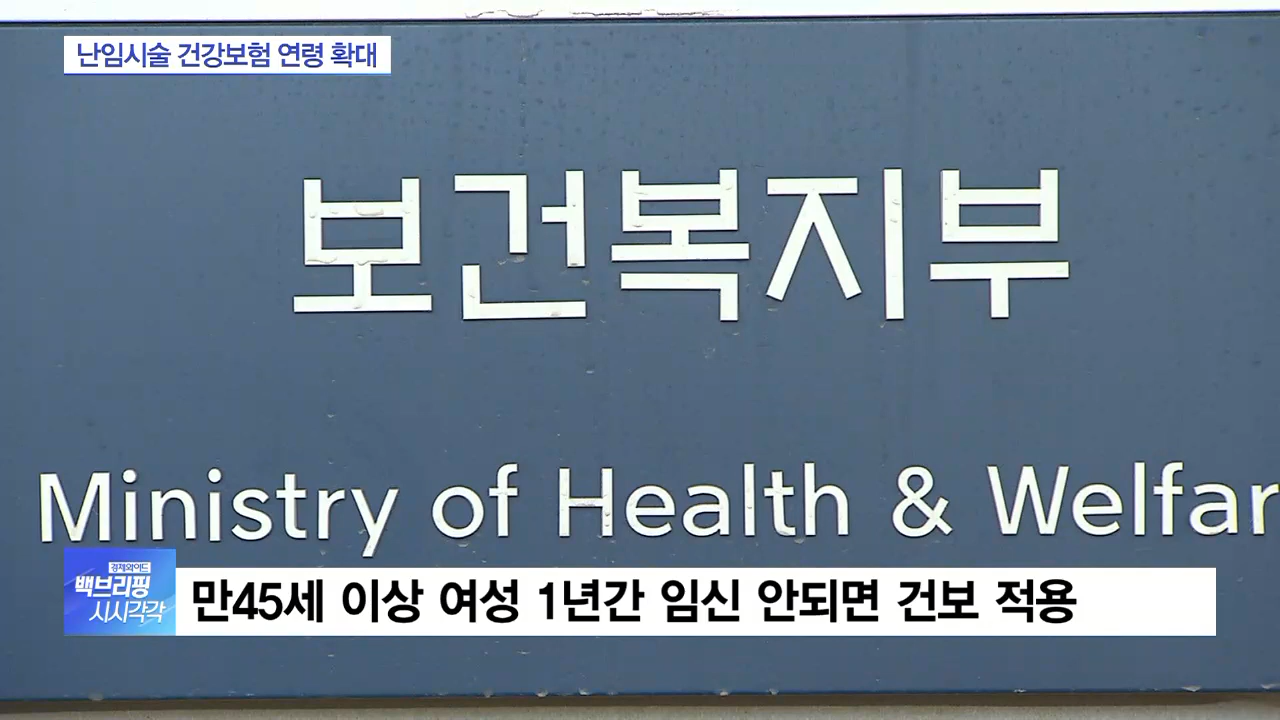 난임시술 건강보험 연령 확대
보건복지부
Ministry of Health & Welfar
경제와이드
백브리핑
시시각각
만45세 이상 여성 1년간 임신 안되면 건보 적용